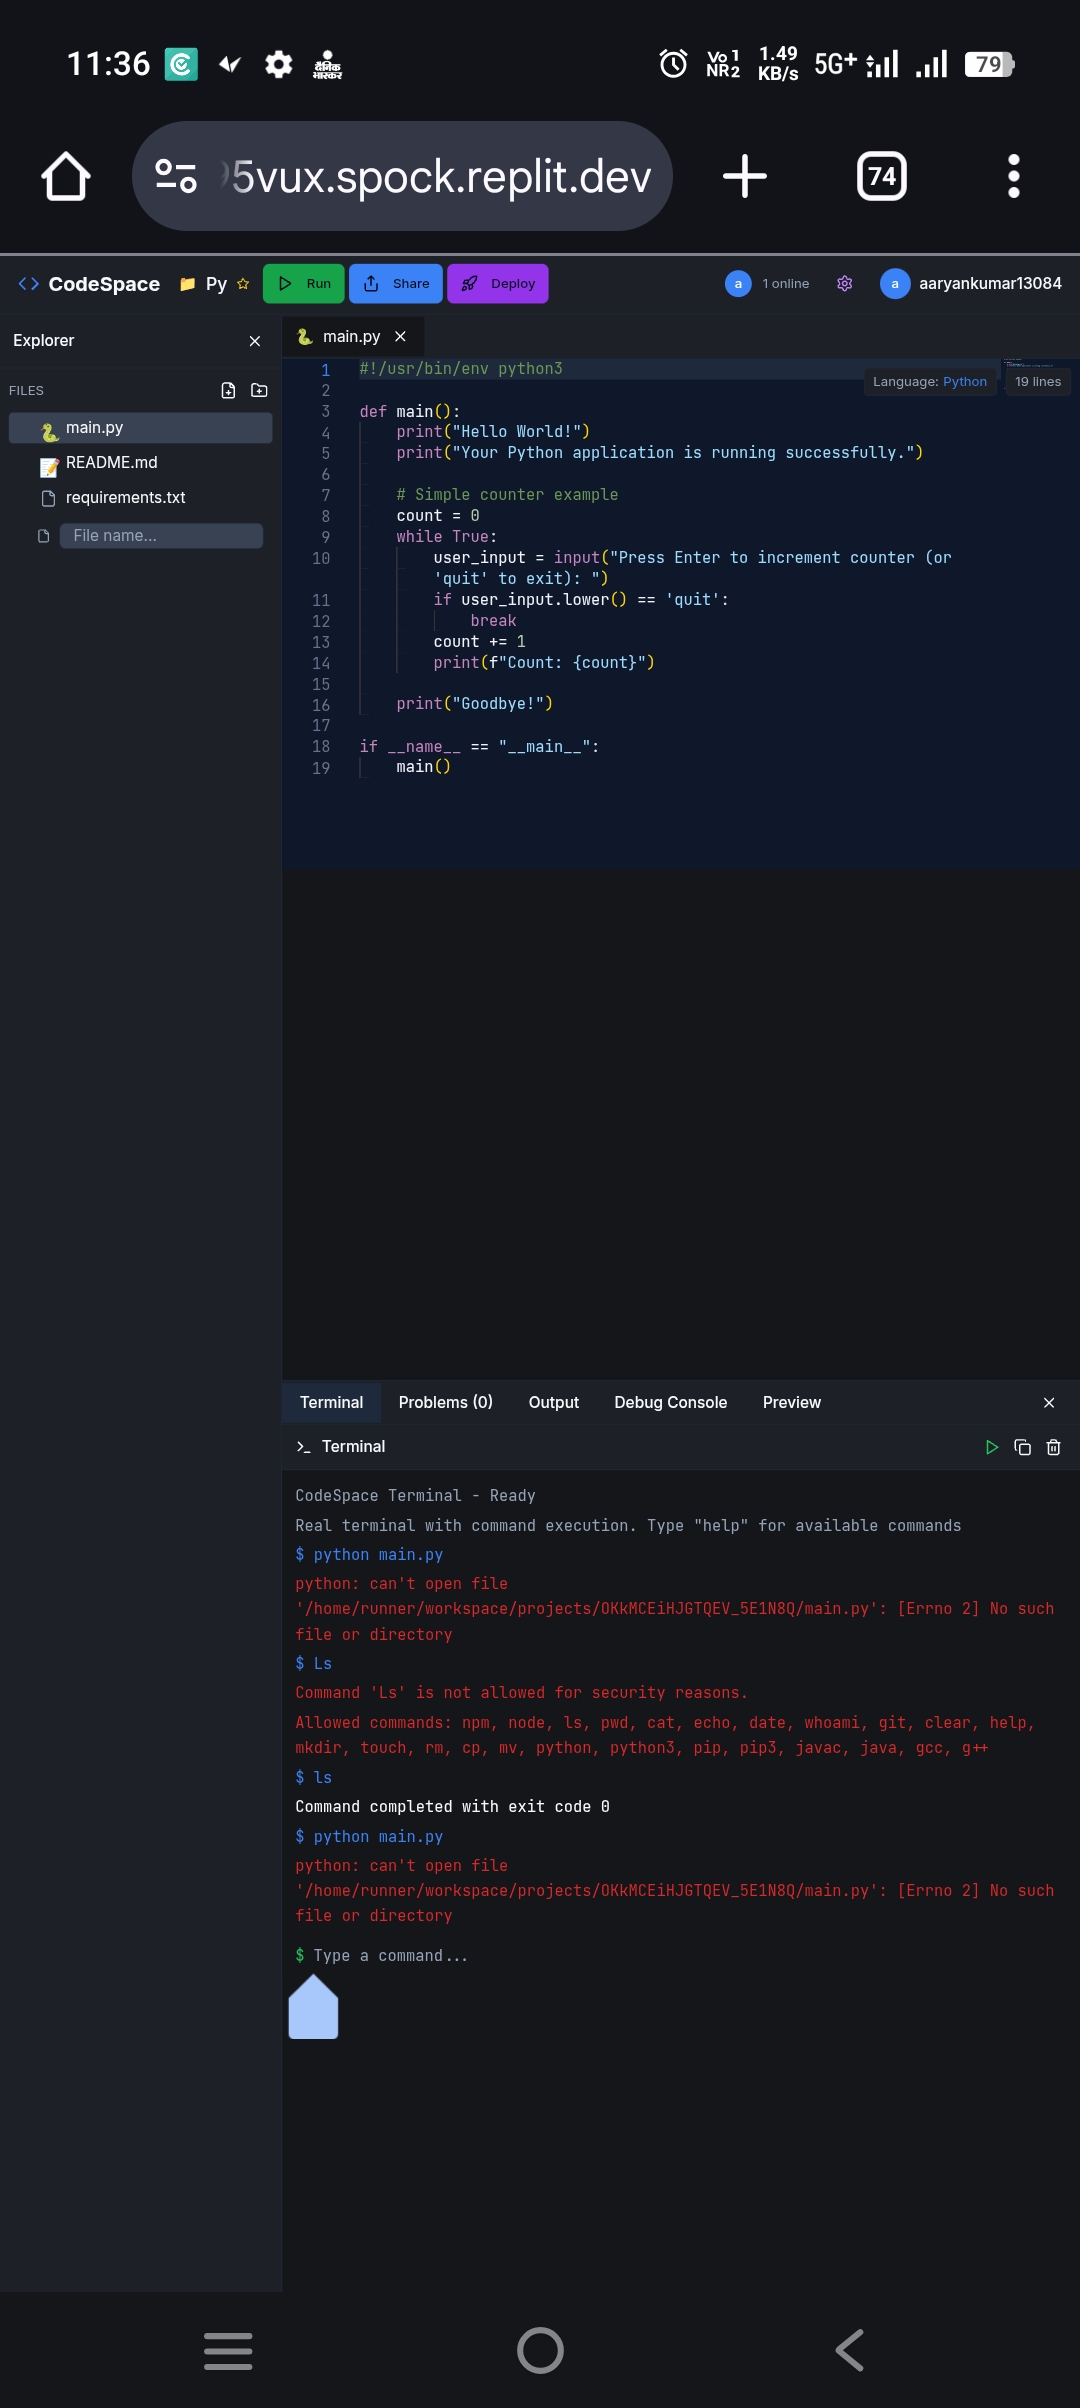 11:36
दैनिक
भास्कर
Vo 1
NR2
1.49
KB/s
5G+
79
5vux.spock.replit.dev
74
CodeSpace
Py
Run
Share
Deploy
a
1 online
a
aaryankumar13084
Explorer
main.py
FILES
main.py
README.md
requirements.txt
File name...
Language: Python
19 lines
1 #!/usr/bin/env python3
2
3 def main():
4     print("Hello World!")
5     print("Your Python application is running successfully.")
6
7     # Simple counter example
8     count = 0
9     while True:
10         user_input = input("Press Enter to increment counter (or
'quit' to exit): ")
11         if user_input.lower() == 'quit':
12             break
13         count += 1
14         print(f"Count: {count}")
15
16     print("Goodbye!")
17
18 if __name__ == "__main__":
19     main()
Terminal
Problems (0)
Output
Debug Console
Preview
Terminal
CodeSpace Terminal - Ready
Real terminal with command execution. Type "help" for available commands
$ python main.py
python: can't open file
'/home/runner/workspace/projects/OKkMCEiHJGTQEV_5E1N8Q/main.py': [Errno 2] No such
file or directory
$ Ls
Command 'Ls' is not allowed for security reasons.
Allowed commands: npm, node, ls, pwd, cat, echo, date, whoami, git, clear, help,
mkdir, touch, rm, cp, mv, python, python3, pip, pip3, javac, java, gcc, g++
$ ls
Command completed with exit code 0
$ python main.py
python: can't open file
'/home/runner/workspace/projects/OKkMCEiHJGTQEV_5E1N8Q/main.py': [Errno 2] No such
file or directory
$ Type a command...